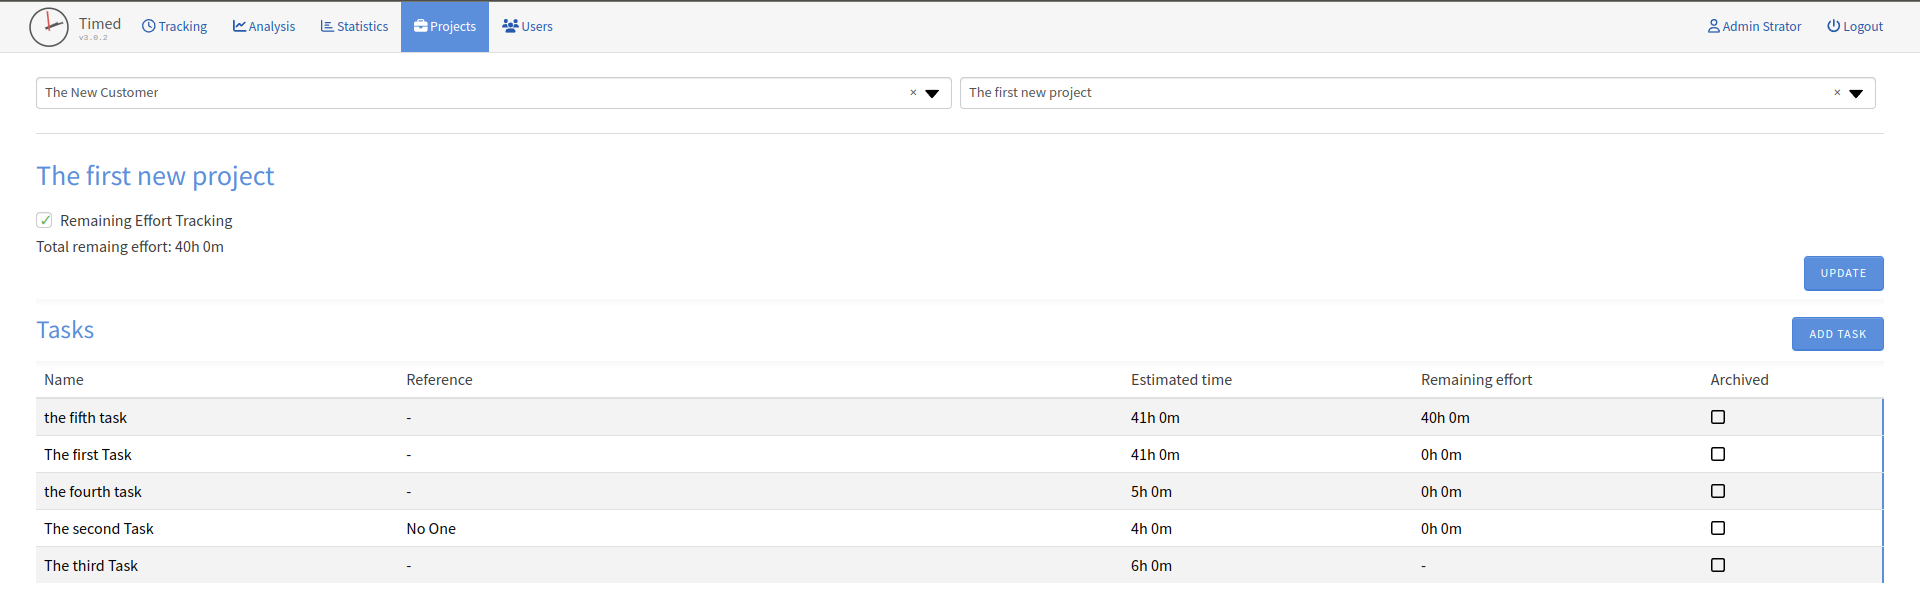 Timed
v3.0.2
Tracking
Analysis
Statistics
Projects
Users
Admin Strator
Logout
The New Customer ×
The first new project ×
The first new project
Remaining Effort Tracking
Total remaing effort: 40h 0m
UPDATE
Tasks
ADD TASK
Name Reference Estimated time Remaining effort Archived
the fifth task - 41h 0m 40h 0m
The first Task - 41h 0m 0h 0m
the fourth task - 5h 0m 0h 0m
The second Task No One 4h 0m 0h 0m
The third Task - 6h 0m -